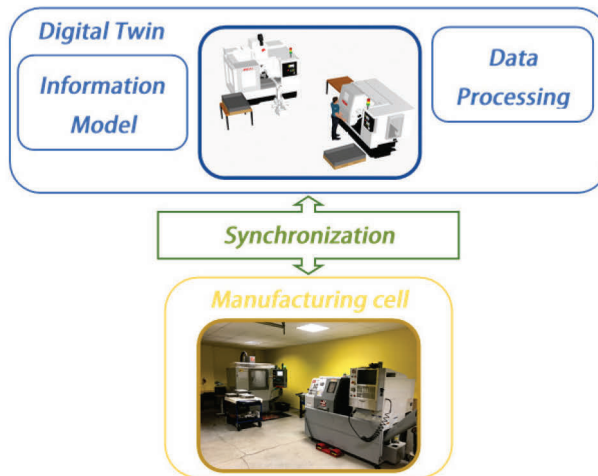 Digital Twin
Information
Model
Data
Processing
Synchronization
Manufacturing cell